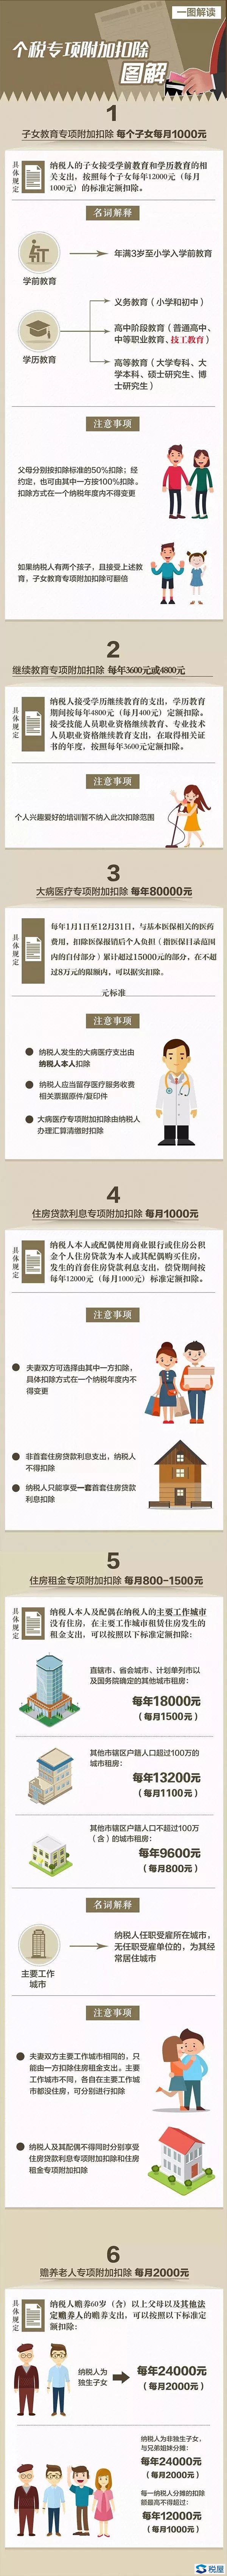 一图解读
个税专项附加扣除
图解
1
子女教育专项附加扣除 每个子女每月1000元
具体规定
纳税人的子女接受学前教育和学历教育的相
关支出，按照每个子女每年12000元（每月
1000元）的标准定额扣除。
名词解释
学前教育
年满3岁至小学入学前教育
学历教育
义务教育（小学和初中）
高中阶段教育（普通高中、
中等职业教育、技工教育）
高等教育（大学专科、大
学本科、硕士研究生、博
士研究生）
注意事项
父母分别按扣除标准的50%扣除；经
约定，也可由其中一方按100%扣除。
扣除方式在一个纳税年度内不得变更
如果纳税人有两个孩子，且接受上述教
育，子女教育专项附加扣除可翻倍
2
继续教育专项附加扣除 每年3600元或4800元
具体规定
纳税人接受学历继续教育的支出，学历教育
期间按每年4800元（每月400元）定额扣除。
接受技能人员职业资格继续教育、专业技术
人员职业资格继续教育支出，在取得相关证
书的年度，按照每年3600元定额扣除。
注意事项
个人兴趣爱好的培训暂不纳入此次扣除范围
3
大病医疗专项附加扣除 每年80000元
具体规定
每年1月1日至12月31日，与基本医保相关的医药
费用，扣除医保报销后个人负担（指医保目录范围
内的自付部分）累计超过15000元的部分，在不超
过8万元的限额内，可以据实扣除。
元标准
注意事项
纳税人发生的大病医疗支出由
纳税人本人扣除
纳税人应当留存医疗服务收费
相关票据原件/复印件
大病医疗专项附加扣除由纳税人
办理汇算清缴时扣除
4
住房贷款利息专项附加扣除 每月1000元
具体规定
纳税人本人或配偶使用商业银行或住房公积
金个人住房贷款为本人或其配偶购买住房，
发生的首套住房贷款利息支出，偿贷期间按
每年12000元（每月1000元）标准定额扣除。
注意事项
夫妻双方可选择由其中一方扣除，
具体扣除方式在一个纳税年度内不
得变更
非首套住房贷款利息支出，纳税人
不得扣除
纳税人只能享受一套首套住房贷款
利息扣除
5
住房租金专项附加扣除 每月800-1500元
具体规定
纳税人本人及配偶在纳税人的主要工作城市
没有住房，在主要工作城市租赁住房发生的
租金支出，可以按照以下标准定额扣除：
直辖市、省会城市、计划单列市以
及国务院确定的其他城市租房：
每年18000元
（每月1500元）
其他市辖区户籍人口超过100万的
城市租房：
每年13200元
（每月1100元）
其他市辖区户籍人口不超过100万
（含）的城市租房：
每年9600元
（每月800元）
名词解释
主要工作
城市
纳税人任职受雇所在城市，
无任职受雇单位的，为其经
常居住城市
注意事项
夫妻双方主要工作城市相同的，只
能由一方扣除住房租金支出。主要
工作城市不同，各自在主要工作城
市都没住房，可分别进行扣除
纳税人及其配偶不得同时分别享受
住房贷款利息专项附加扣除和住房
租金专项附加扣除
6
赡养老人专项附加扣除 每月2000元
具体规定
纳税人赡养60岁（含）以上父母以及其他法
定赡养人的赡养支出，可以按照以下标准定
额扣除：
纳税人为
独生子女
每年24000元
（每月2000元）
纳税人为非独生子女，
与兄弟姐妹分摊：
每年24000元
（每月2000元）
每一纳税人分摊的扣除
额最高不得超过：
每年12000元
（每月1000元）
税屋